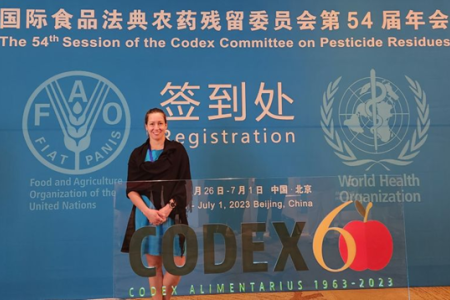 国际食品法典农药残留委员会第54届年会
The 54th Session of the Codex Committee on Pesticide Residues
签到处
Registration
FAO
FIAT PANIS
Food and Agriculture
Organization of the
United Nations
World Health
Organization
月26日-7月1日 中国-北京
- July 1, 2023 Beijing, China
CODEX 60
CODEX ALIMENTARIUS 1963-2023